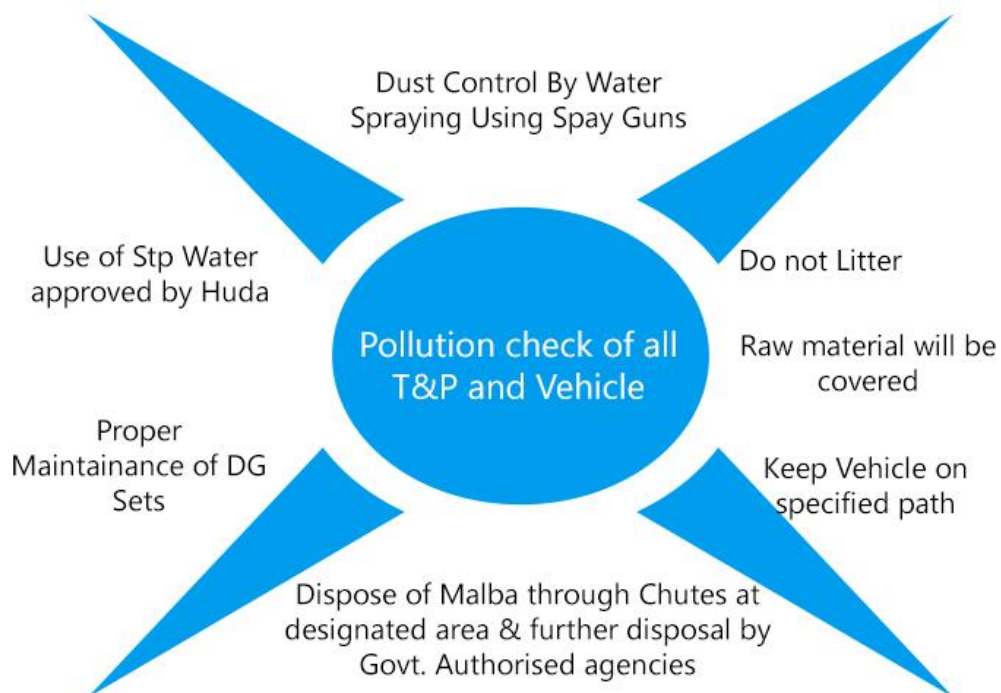 Dust Control By Water
Spraying Using Spay Guns
Use of Stp Water
approved by Huda
Do not Litter
Pollution check of all
T&P and Vehicle
Raw material will be
covered
Proper
Maintainance of DG
Sets
Keep Vehicle on
specified path
Dispose of Malba through Chutes at
designated area & further disposal by
Govt. Authorised agencies